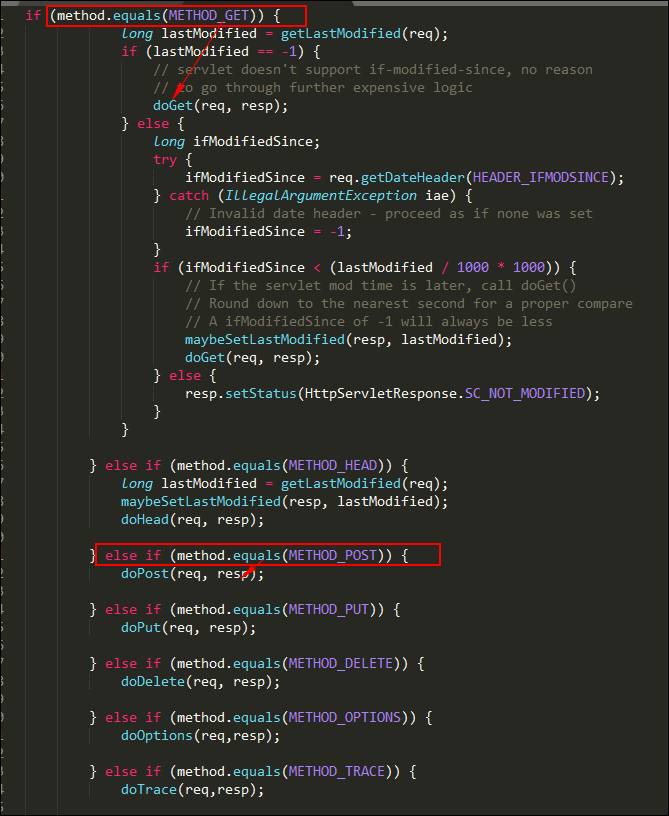 if (method.equals(METHOD_GET)) {
long lastModified = getLastModified(req);
if (lastModified == -1) {
// servlet doesn't support if-modified-since, no reason
// to go through further expensive logic
doGet(req, resp);
} else {
long ifModifiedSince;
try {
ifModifiedSince = req.getDateHeader(HEADER_IFMODSINCE);
} catch (IllegalArgumentException iae) {
// Invalid date header - proceed as if none was set
ifModifiedSince = -1;
}
if (ifModifiedSince < (lastModified / 1000 * 1000)) {
// If the servlet mod time is later, call doGet()
// Round down to the nearest second for a proper compare
// A ifModifiedSince of -1 will always be less
maybeSetLastModified(resp, lastModified);
doGet(req, resp);
} else {
resp.setStatus(HttpServletResponse.SC_NOT_MODIFIED);
}
}
} else if (method.equals(METHOD_HEAD)) {
long lastModified = getLastModified(req);
maybeSetLastModified(resp, lastModified);
doHead(req, resp);
} else if (method.equals(METHOD_POST)) {
doPost(req, resp);
} else if (method.equals(METHOD_PUT)) {
doPut(req, resp);
} else if (method.equals(METHOD_DELETE)) {
doDelete(req, resp);
} else if (method.equals(METHOD_OPTIONS)) {
doOptions(req,resp);
} else if (method.equals(METHOD_TRACE)) {
doTrace(req,resp);